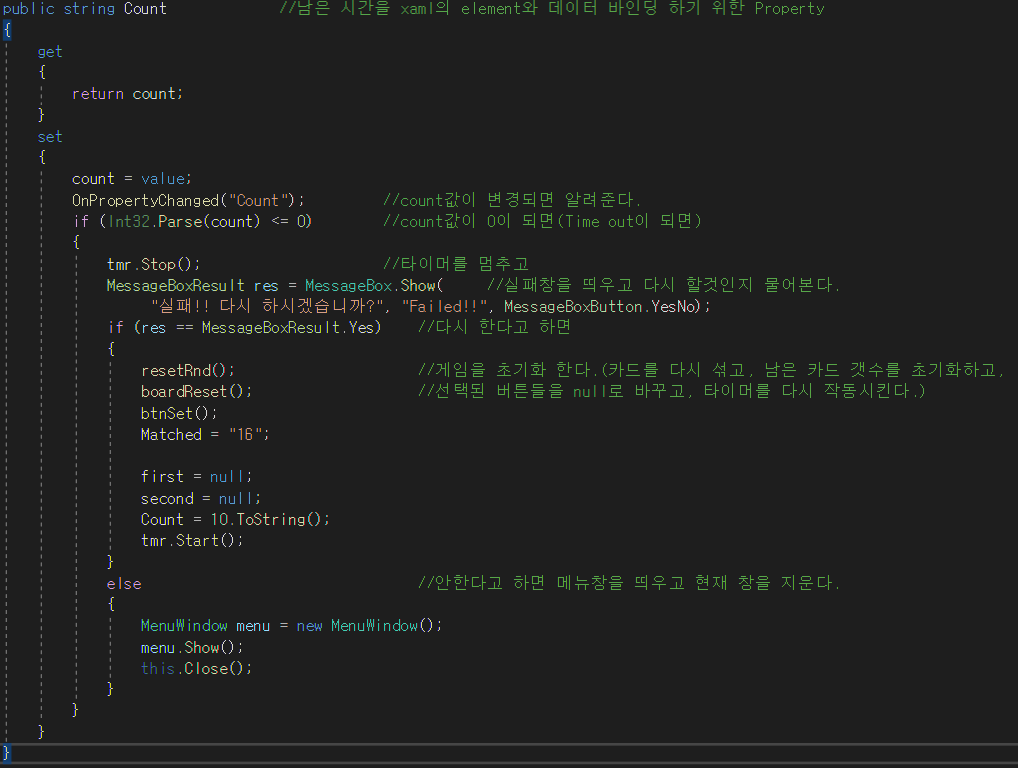 public string Count //남은 시간을 xaml의 element와 데이터 바인딩 하기 위한 Property
{
get
{
return count;
}
set
{
count = value;
OnPropertyChanged("Count"); //count값이 변경되면 알려준다.
if (Int32.Parse(count) <= 0) //count값이 0이 되면(Time out이 되면)
{
tmr.Stop(); //타이머를 멈추고
MessageBoxResult res = MessageBox.Show( //실패창을 띄우고 다시 할것인지 물어본다.
"실패!! 다시 하시겠습니까?", "Failed!!", MessageBoxButton.YesNo);
if (res == MessageBoxResult.Yes) //다시 한다고 하면
{
resetRnd(); //게임을 초기화 한다.(카드를 다시 섞고, 남은 카드 갯수를 초기화하고,
boardReset(); //선택된 버튼들을 null로 바꾸고, 타이머를 다시 작동시킨다.)
btnSet();
Matched = "16";
first = null;
second = null;
Count = 10.ToString();
tmr.Start();
}
else //안한다고 하면 메뉴창을 띄우고 현재 창을 지운다.
{
MenuWindow menu = new MenuWindow();
menu.Show();
this.Close();
}
}
}
}